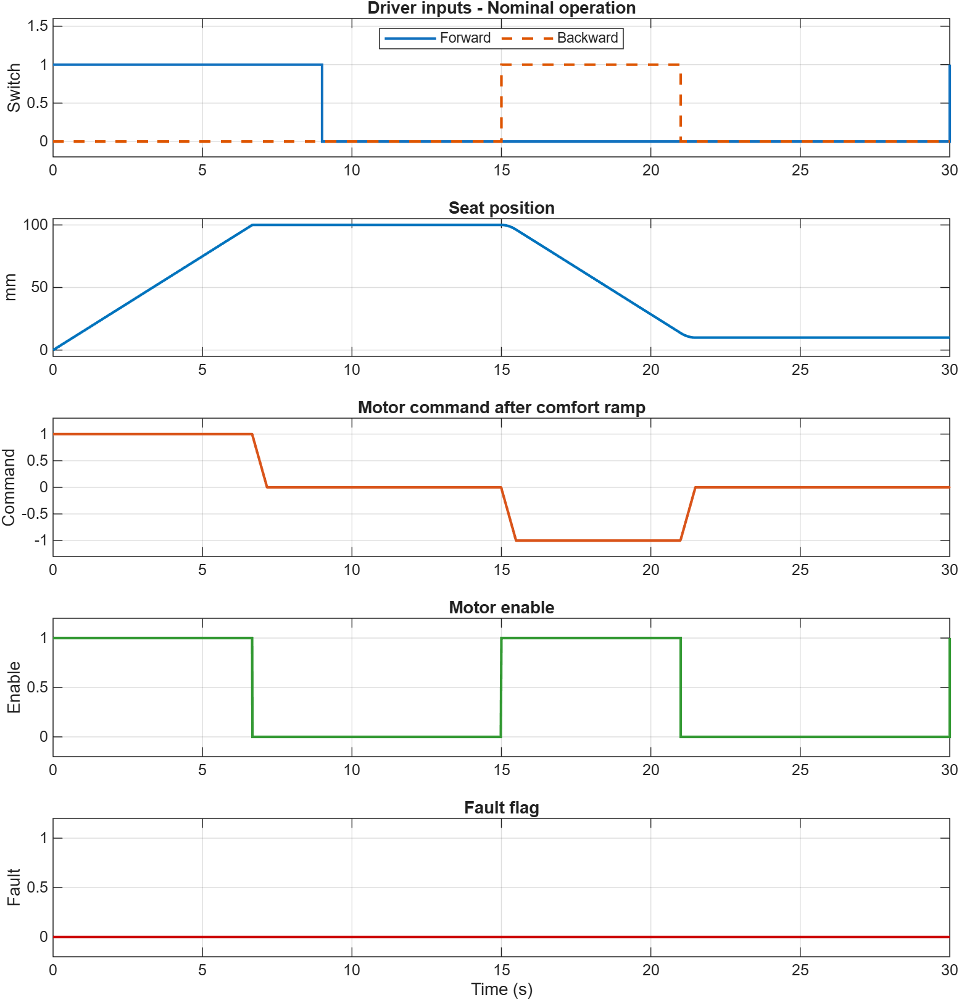 Driver inputs - Nominal operation
Forward Backward
Switch
1.5
1
0.5
0
0 5 10 15 20 25 30
Seat position
mm
100
50
0
0 5 10 15 20 25 30
Motor command after comfort ramp
Command
1
0.5
0
-0.5
-1
0 5 10 15 20 25 30
Motor enable
Enable
1
0.5
0
0 5 10 15 20 25 30
Fault flag
Fault
1
0.5
0
0 5 10 15 20 25 30
Time (s)